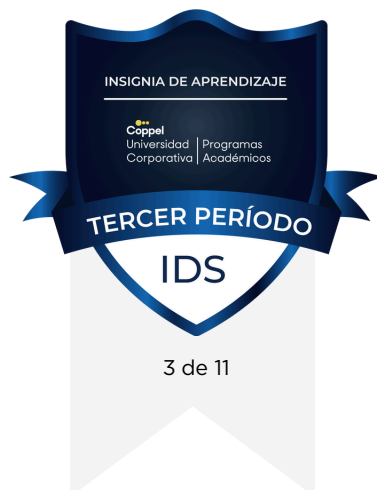 INSIGNIA DE APRENDIZAJE
Coppel
Universidad Programas
Corporativa Académicos
TERCER PERÍODO
IDS
3 de 11